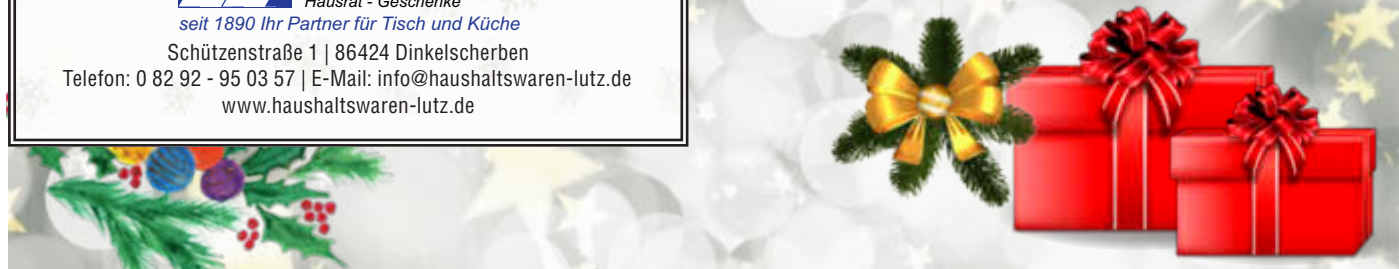 Hausrat - Geschenke
seit 1890 Ihr Partner für Tisch und Küche
Schützenstraße 1 | 86424 Dinkelscherben
Telefon: 0 82 92 - 95 03 57 | E-Mail: info@haushaltswaren-lutz.de
www.haushaltswaren-lutz.de